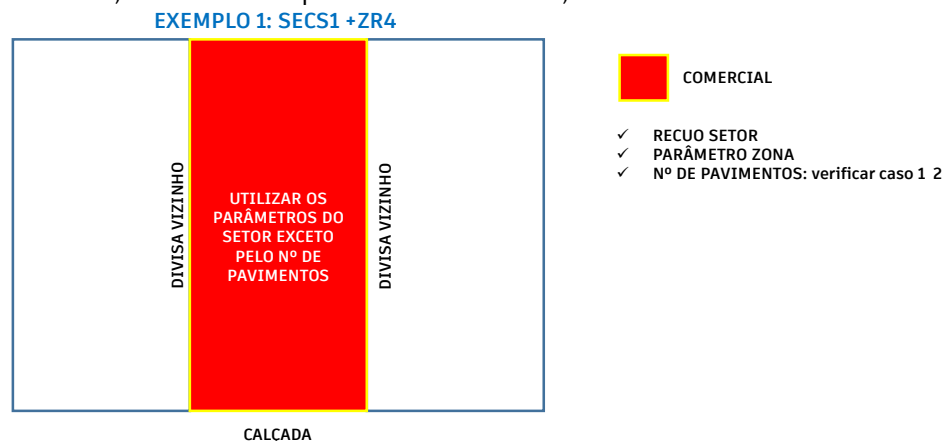 EXEMPLO 1: SECS1 +ZR4
DIVISA VIZINHO
UTILIZAR OS
PARÂMETROS DO
SETOR EXCETO
PELO Nº DE
PAVIMENTOS
DIVISA VIZINHO
CALÇADA
COMERCIAL
✓ RECUO SETOR
✓ PARÂMETRO ZONA
✓ Nº DE PAVIMENTOS: verificar caso 1 2